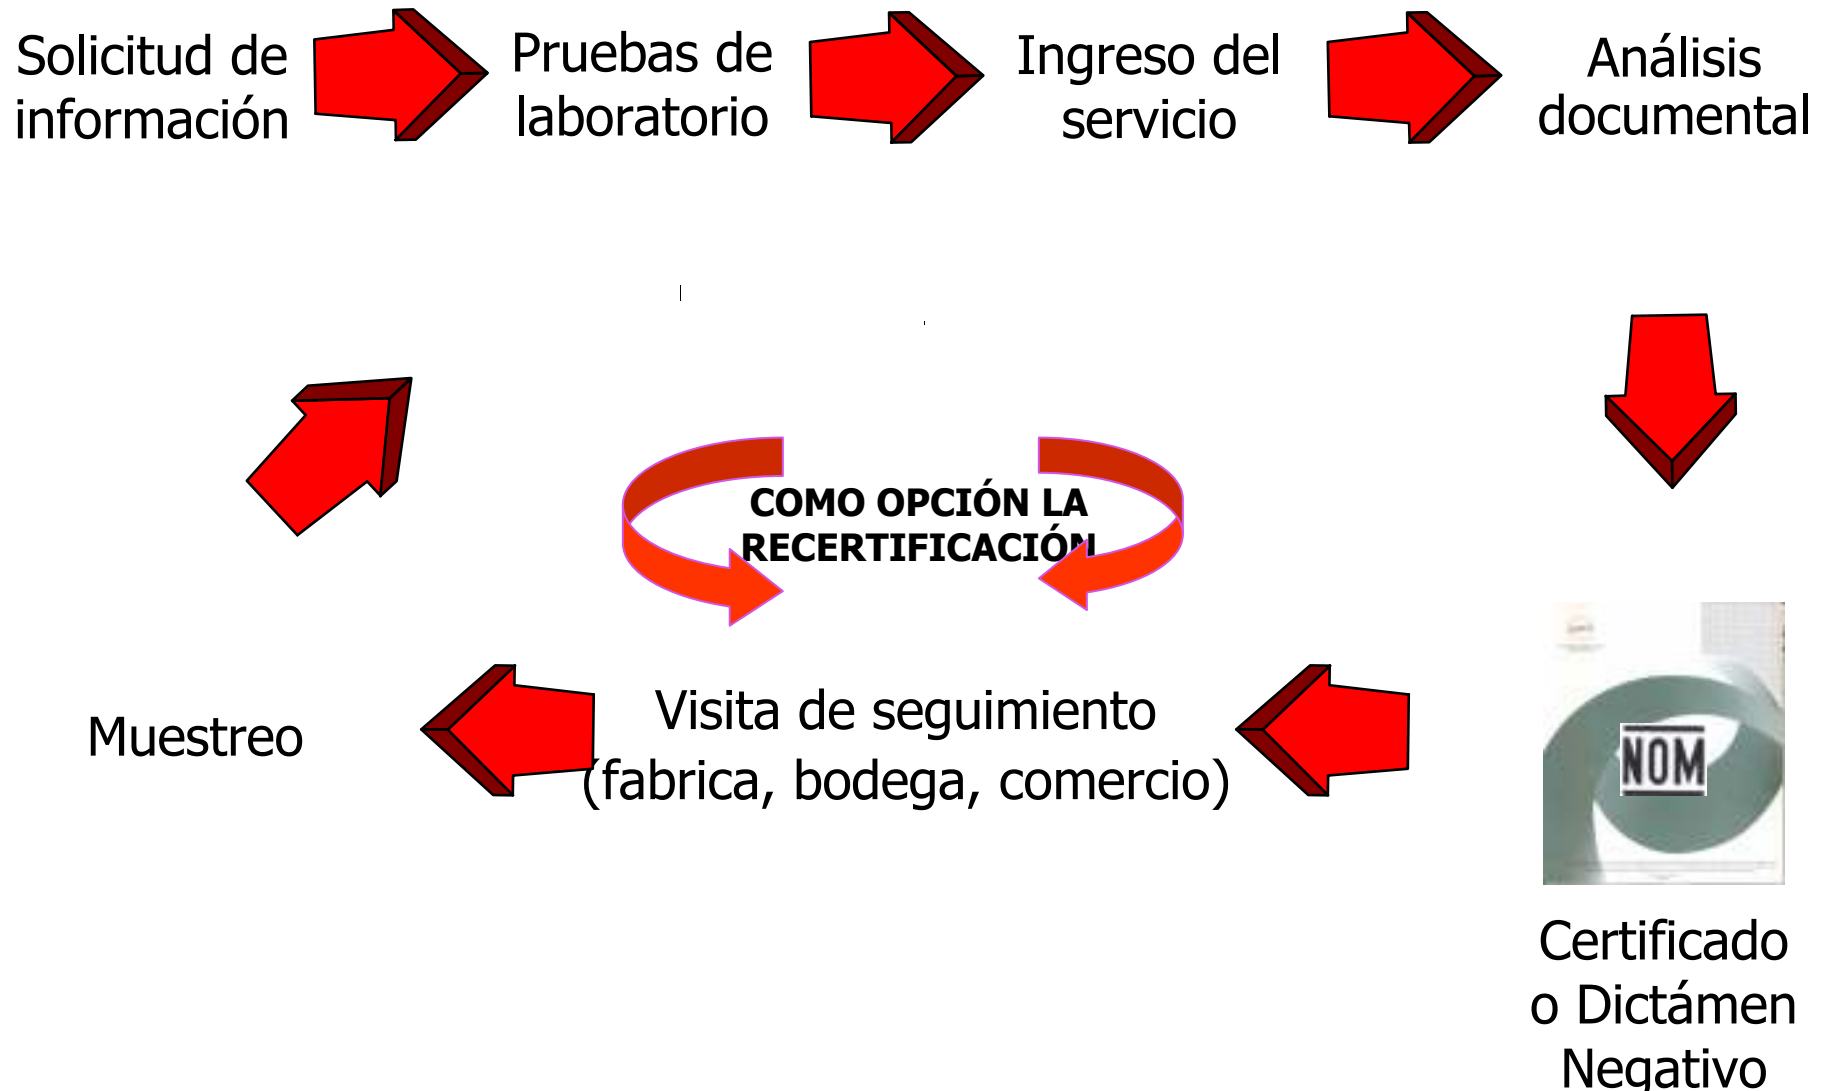 Solicitud de
información
Pruebas de
laboratorio
Ingreso del
servicio
Análisis
documental
COMO OPCIÓN LA
RECERTIFICACIÓN
NOM
Muestreo
Visita de seguimiento
(fabrica, bodega, comercio)
Certificado
o Dictámen
Negativo